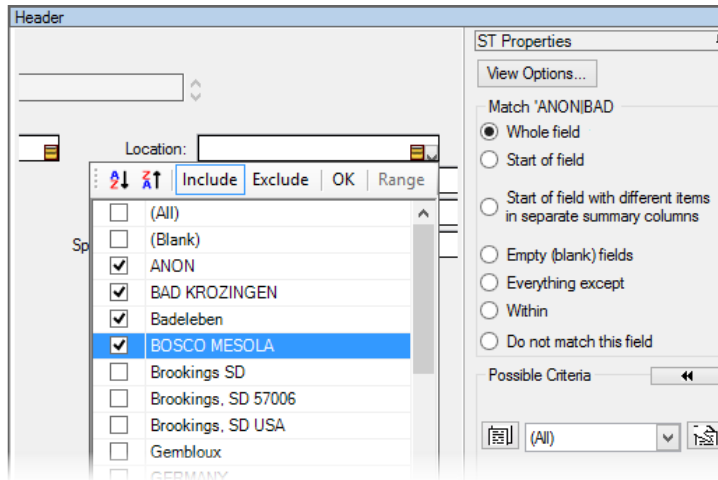 Header
ST Properties
View Options...
Match 'ANON|BAD
Whole field
Start of field
Start of field with different items
in separate summary columns
Empty (blank) fields
Everything except
Within
Do not match this field
Possible Criteria
(All)
Location:
Sp
Include Exclude OK Range
(All)
(Blank)
ANON
BAD KROZINGEN
Badeleben
BOSCO MESOLA
Brookings SD
Brookings, SD 57006
Brookings, SD USA
Gembloux
GERMANY